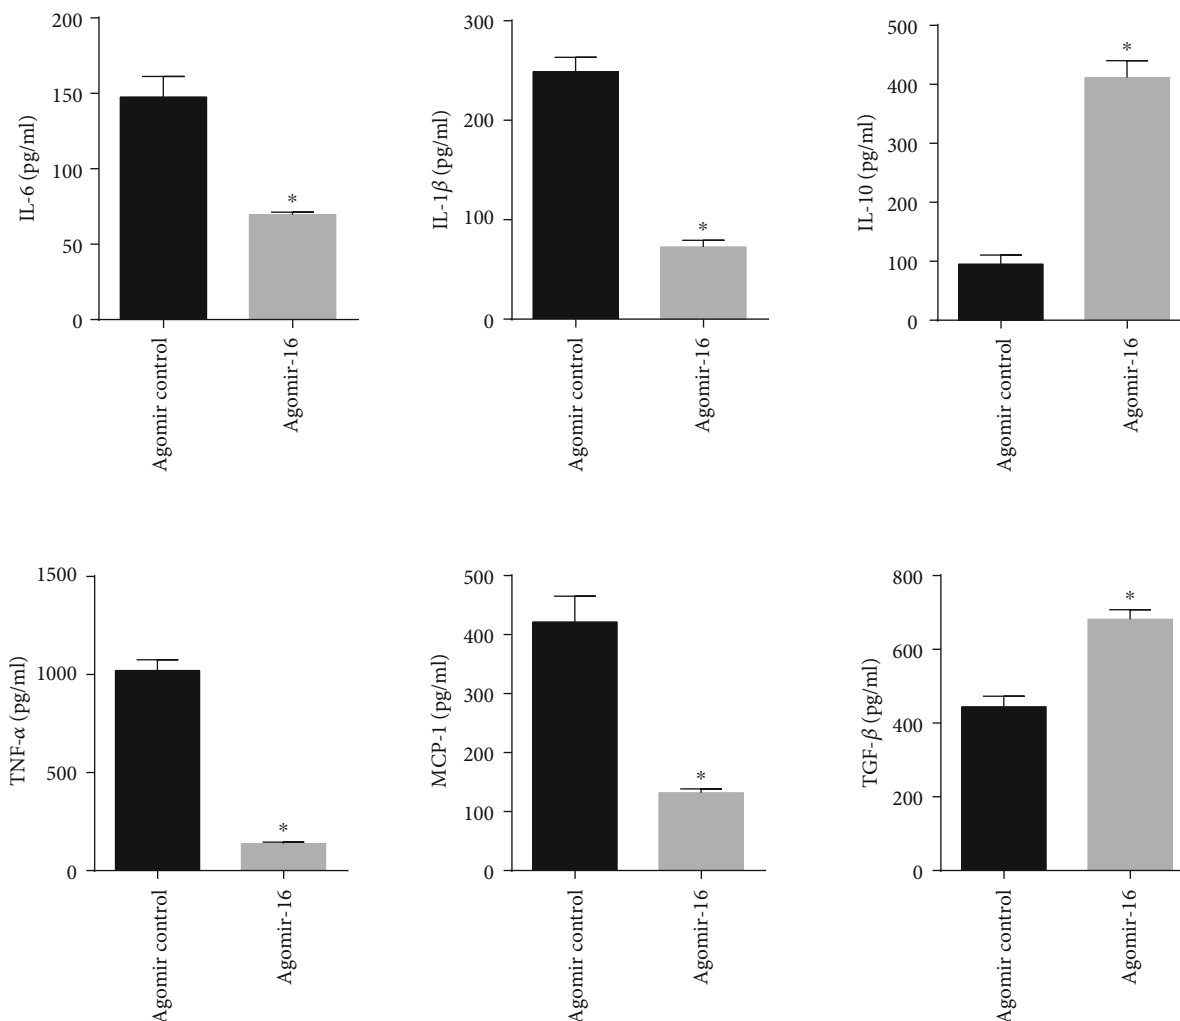 IL-6 (pg/ml)
200
150
100
50
0
*
Agomir control
Agomir-16
IL-1β (pg/ml)
300
200
100
0
*
Agomir control
Agomir-16
IL-10 (pg/ml)
500
400
300
200
100
0
*
Agomir control
Agomir-16
TNF-α (pg/ml)
1500
1000
500
0
*
Agomir control
Agomir-16
MCP-1 (pg/ml)
500
400
300
200
100
0
*
Agomir control
Agomir-16
TGF-β (pg/ml)
800
600
400
200
0
*
Agomir control
Agomir-16